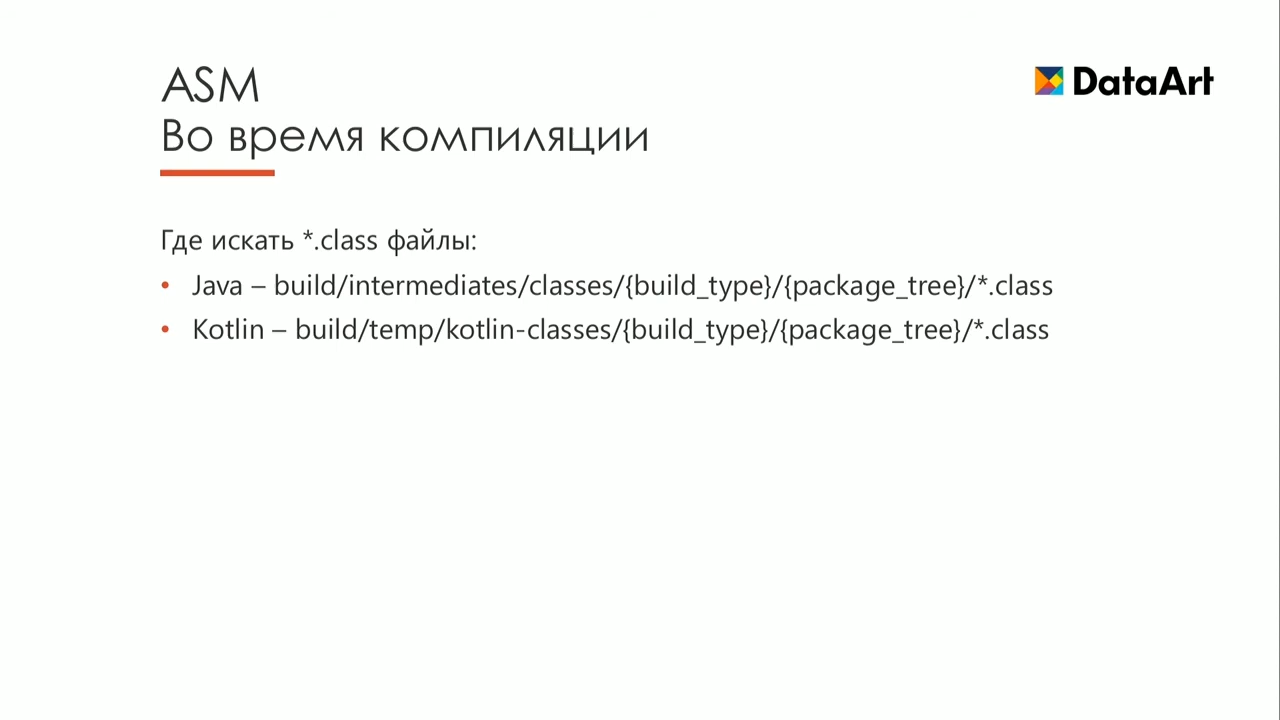 ASM
Во время компиляции
DataArt
Где искать *.class файлы:
• Java – build/intermediates/classes/{build_type}/{package_tree}/*.class
• Kotlin – build/temp/kotlin-classes/{build_type}/{package_tree}/*.class